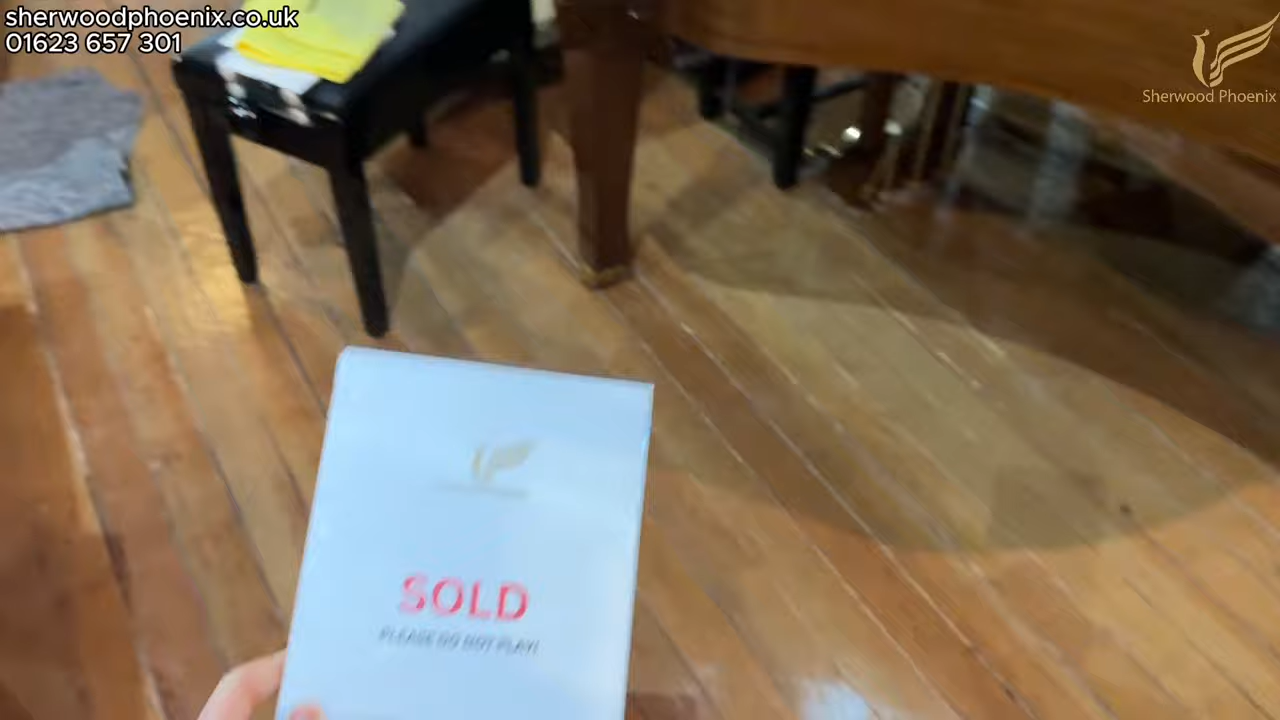 sherwoodphoenix.co.uk
01623 657 301
Sherwood Phoenix
SOLD
PLEASE DO NOT PLAY!